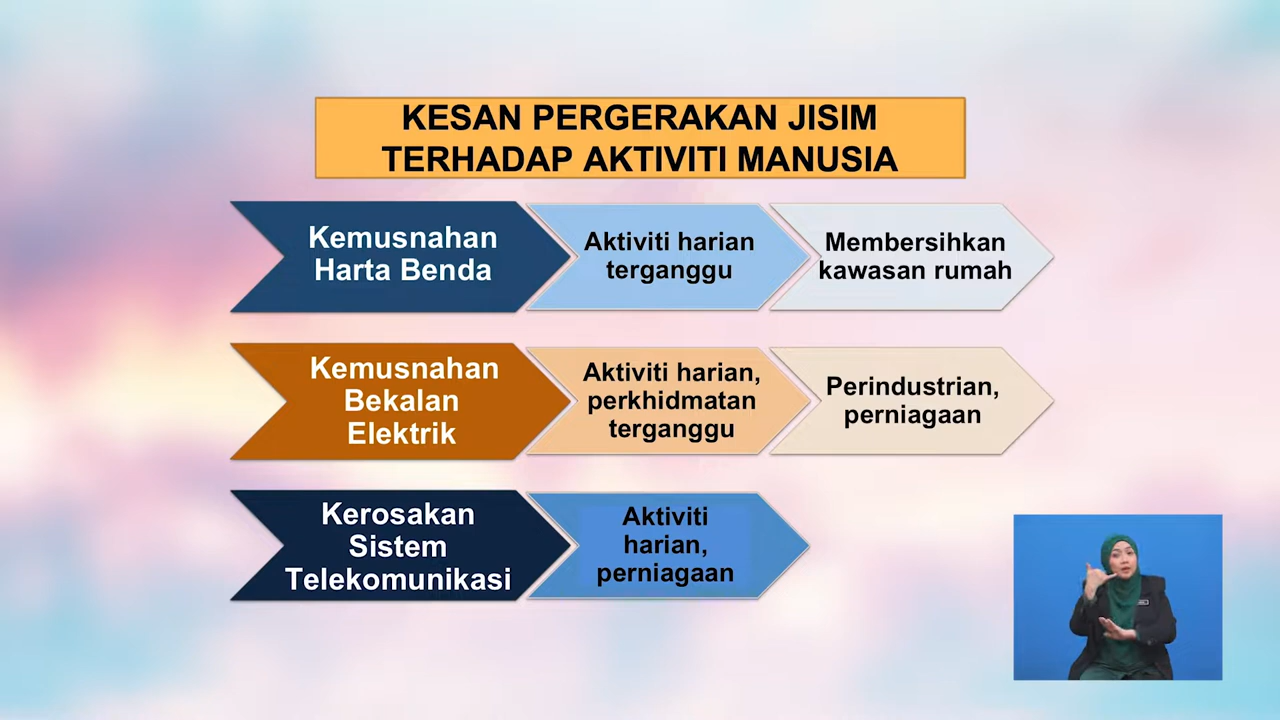 KESAN PERGERAKAN JISIM
TERHADAP AKTIVITI MANUSIA
Kemusnahan
Harta Benda
Aktiviti harian
terganggu
Membersihkan
kawasan rumah
Kemusnahan
Bekalan
Elektrik
Aktiviti harian,
perkhidmatan
terganggu
Perindustrian,
perniagaan
Kerosakan
Sistem
Telekomunikasi
Aktiviti
harian,
perniagaan